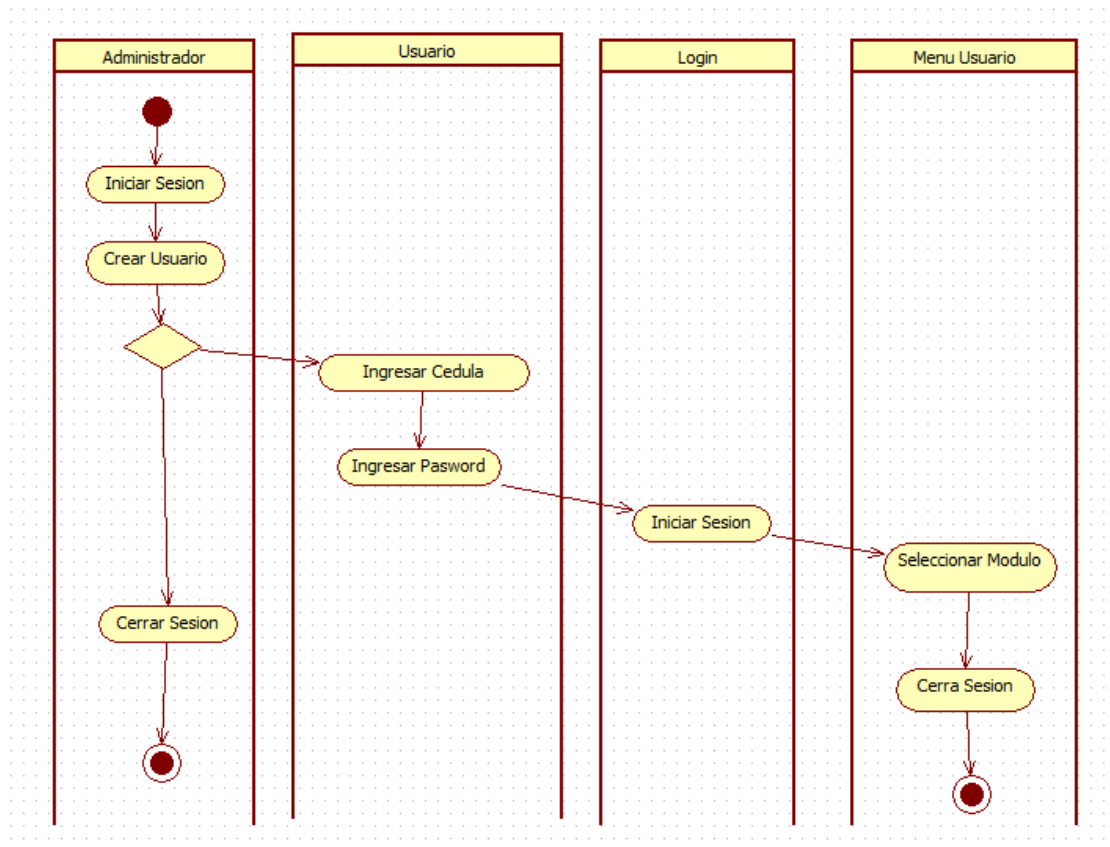 Administrador
Usuario
Login
Menu Usuario
Iniciar Sesion
Crear Usuario
Ingresar Cedula
Ingresar Pasword
Iniciar Sesion
Seleccionar Modulo
Cerrar Sesion
Cerra Sesion